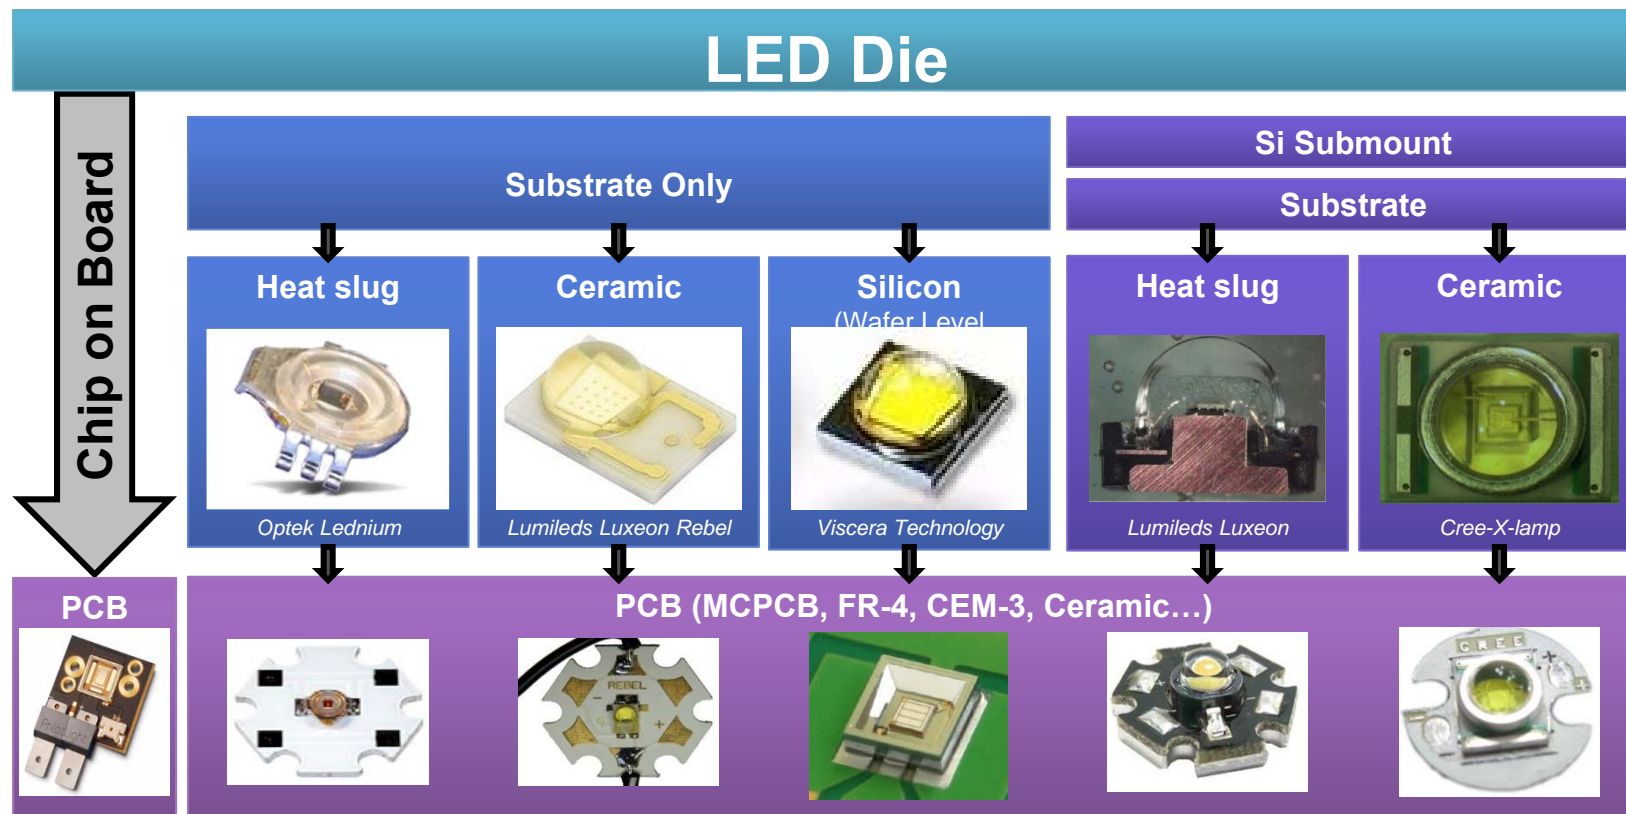 LED Die
Chip on Board
Substrate Only
Si Submount
Substrate
Heat slug
Ceramic
Silicon
(Wafer Level
Heat slug
Ceramic
Optek Lednium
Lumileds Luxeon Rebel
Viscera Technology
Lumileds Luxeon
Cree-X-lamp
PCB
PCB (MCPCB, FR-4, CEM-3, Ceramic…)
PhlatLight
REBEL
- +
CREE
+